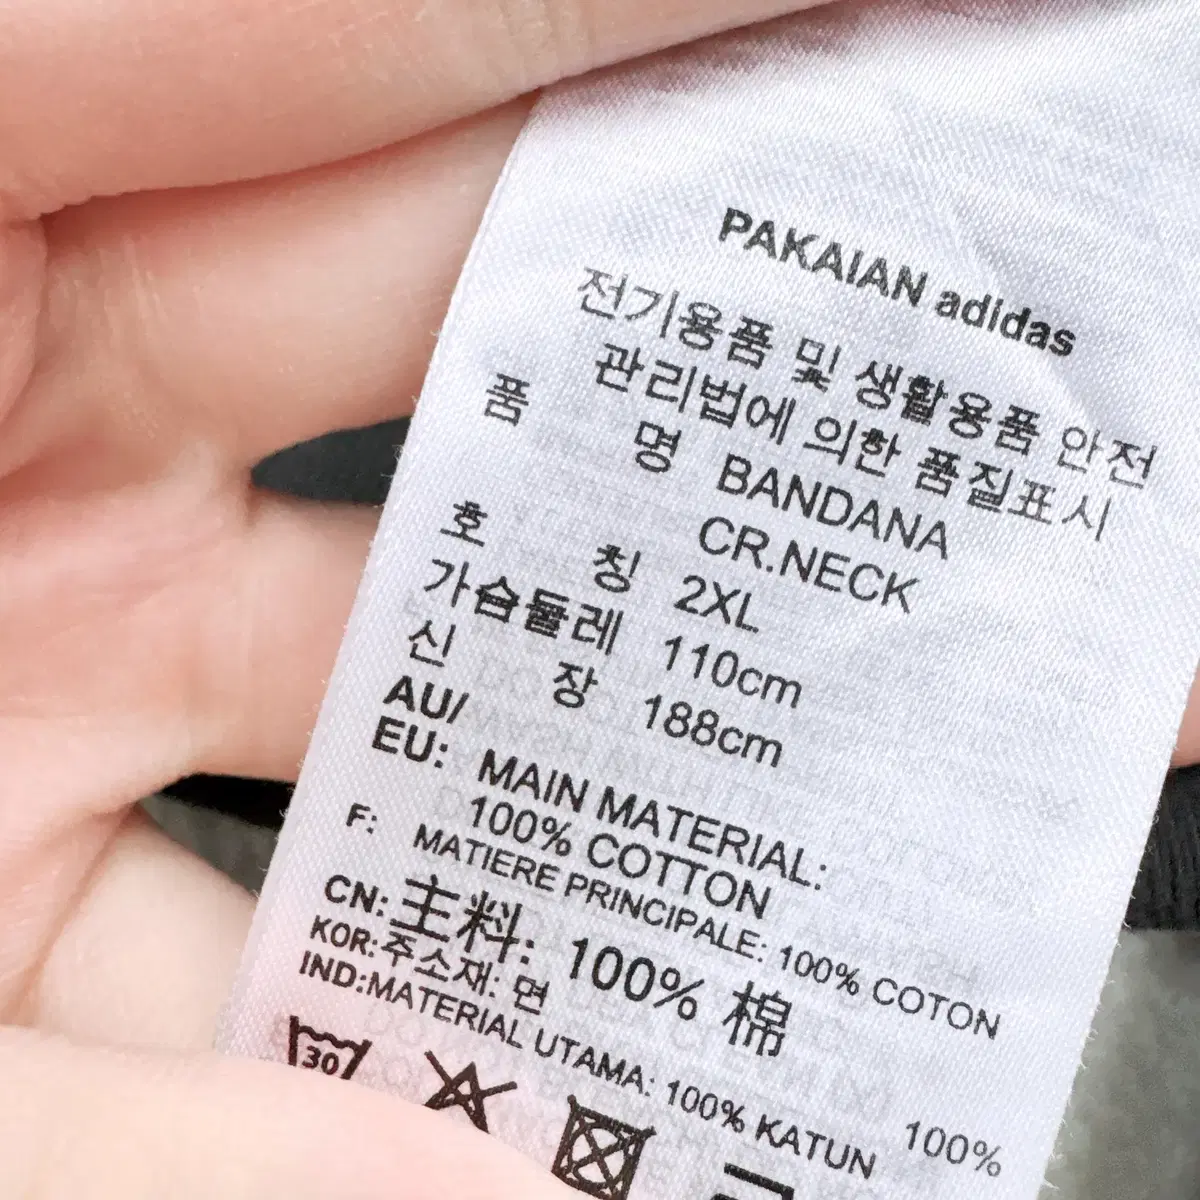 PAKAIAN adidas
전기용품 및 생활용품 안전
관리법에 의한 품질표시
품 명 BANDANA
CR.NECK
호 칭 2XL
가슴둘레 110cm
신 장 188cm
AU/
EU: MAIN MATERIAL:
100% COTTON
F: MATIERE PRINCIPALE: 100% COTON
CN: 主料: 100% 棉
KOR:주소재: 면 100%
IND:MATERIAL UTAMA: 100% KATUN
30